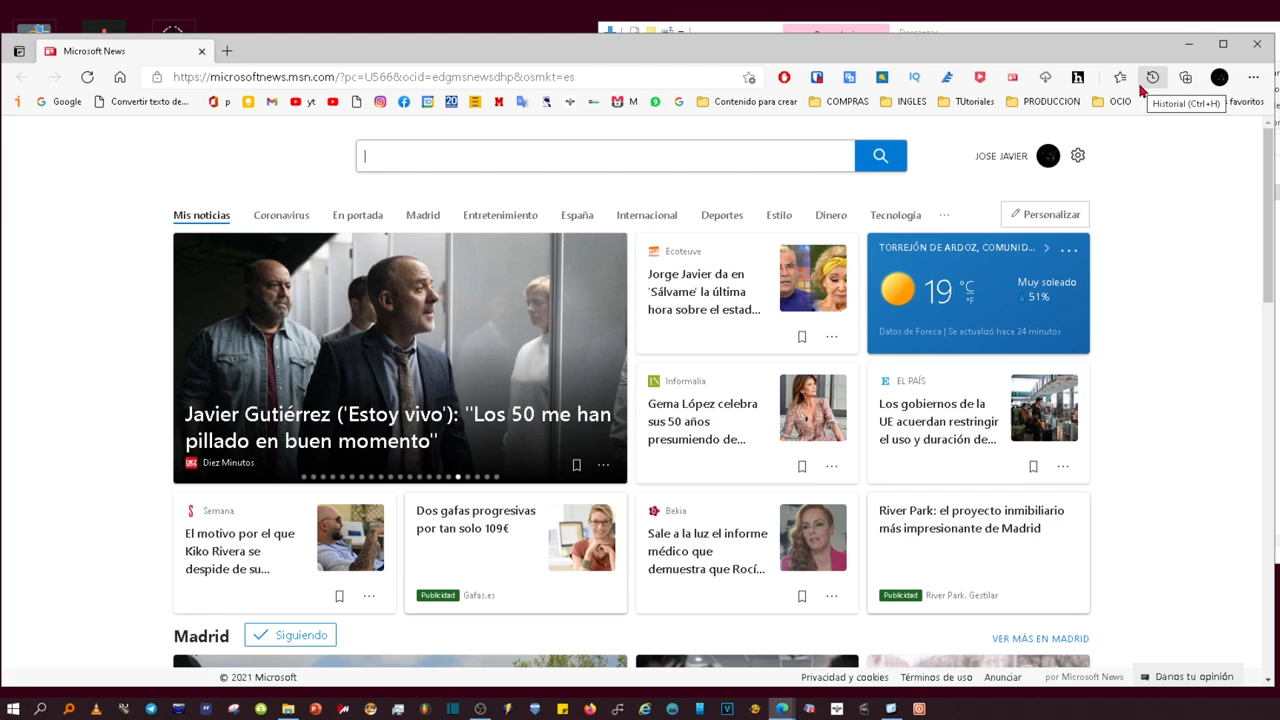 Microsoft News
https://microsoftnews.msn.com/?pc=U566&ocid=edgmsnewsdhp&osmkt=es
Google
Convertir texto de...
p
yt
M
M
Contenido para crear
COMPRAS
INGLES
TUtoriales
PRODUCCION
OCIO
s favoritos
Historial (Ctrl+H)
JOSE JAVIER
Mis noticias
Coronavirus
En portada
Madrid
Entretenimiento
España
Internacional
Deportes
Estilo
Dinero
Tecnología
...
Personalizar
Javier Gutiérrez ('Estoy vivo'): "Los 50 me han
pillado en buen momento"
Diez Minutos
Ecoteuve
Jorge Javier da en
'Sálvame' la última
hora sobre el estad...
TORREJÓN DE ARDOZ, COMUNID...
19 °C
°F
Muy soleado
51%
Datos de Foreca | Se actualizó hace 24 minutos
Informalia
Gema López celebra
sus 50 años
presumiendo de...
EL PAÍS
Los gobiernos de la
UE acuerdan restringir
el uso y duración de...
Semana
El motivo por el que
Kiko Rivera se
despide de su...
Dos gafas progresivas
por tan solo 109€
Publicidad
Gafas.es
Bekia
Sale a la luz el informe
médico que
demuestra que Rocí...
River Park: el proyecto inmibiliario
más impresionante de Madrid
Publicidad
River Park. Gestilar
Madrid
Siguiendo
VER MÁS EN MADRID
© 2021 Microsoft
Privacidad y cookies
Términos de uso
Anunciar
por Microsoft News
Danos tu opinión